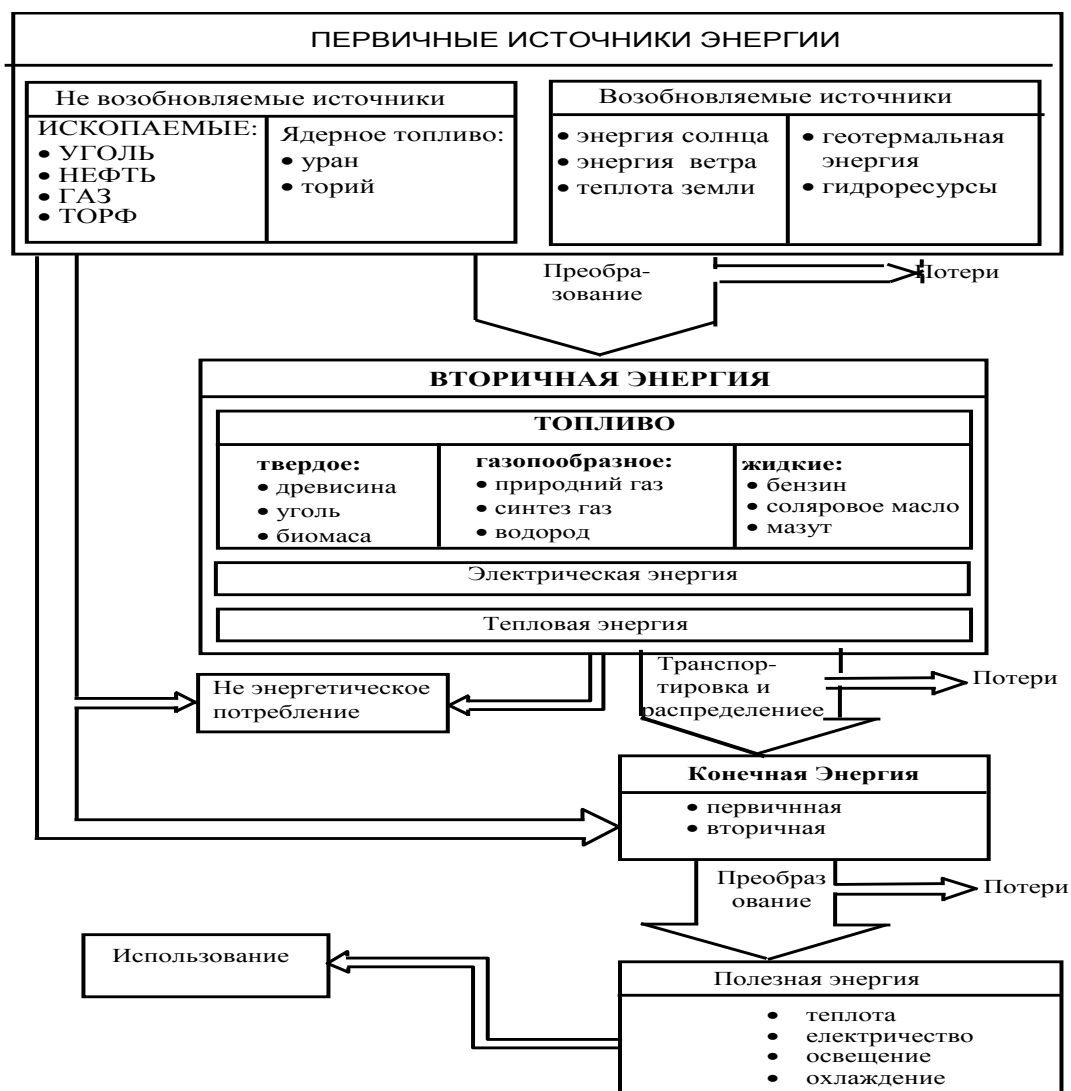 ПЕРВИЧНЫЕ ИСТОЧНИКИ ЭНЕРГИИ
Не возобновляемые источники
ИСКОПАЕМЫЕ:
• УГОЛЬ
• НЕФТЬ
• ГАЗ
• ТОРФ
Ядерное топливо:
• уран
• торий
Возобновляемые источники
• энергия солнца
• энергия ветра
• теплота земли
• геотермальная
энергия
• гидроресурсы
Преобра-
зование
Потери
ВТОРИЧНАЯ ЭНЕРГИЯ
ТОПЛИВО
твердое:
• древисина
• уголь
• биомаса
газопообразное:
• природний газ
• синтез газ
• водород
жидкие:
• бензин
• соляровое масло
• мазут
Электрическая энергия
Тепловая энергия
Не энергетическое
потребление
Транспор-
тировка и
распределениее
Потери
Конечная Энергия
• первичнная
• вторичная
Преобраз
ование
Потери
Использование
Полезная энергия
• теплота
• електричество
• освещение
• охлаждение